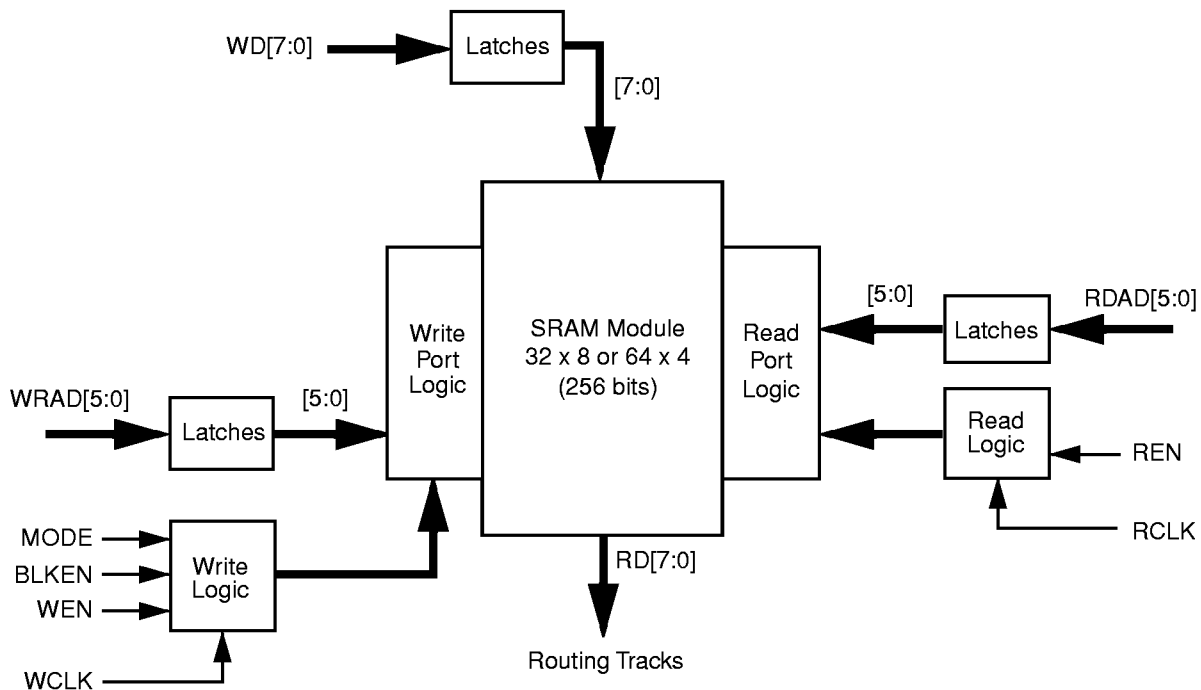 WD[7:0]
Latches
[7:0]
Write
Port
Logic
SRAM Module
32 x 8 or 64 x 4
(256 bits)
Read
Port
Logic
[5:0]
Latches
RDAD[5:0]
WRAD[5:0]
Latches
[5:0]
Read
Logic
REN
RCLK
MODE
BLKEN
WEN
WCLK
Write
Logic
RD[7:0]
Routing Tracks